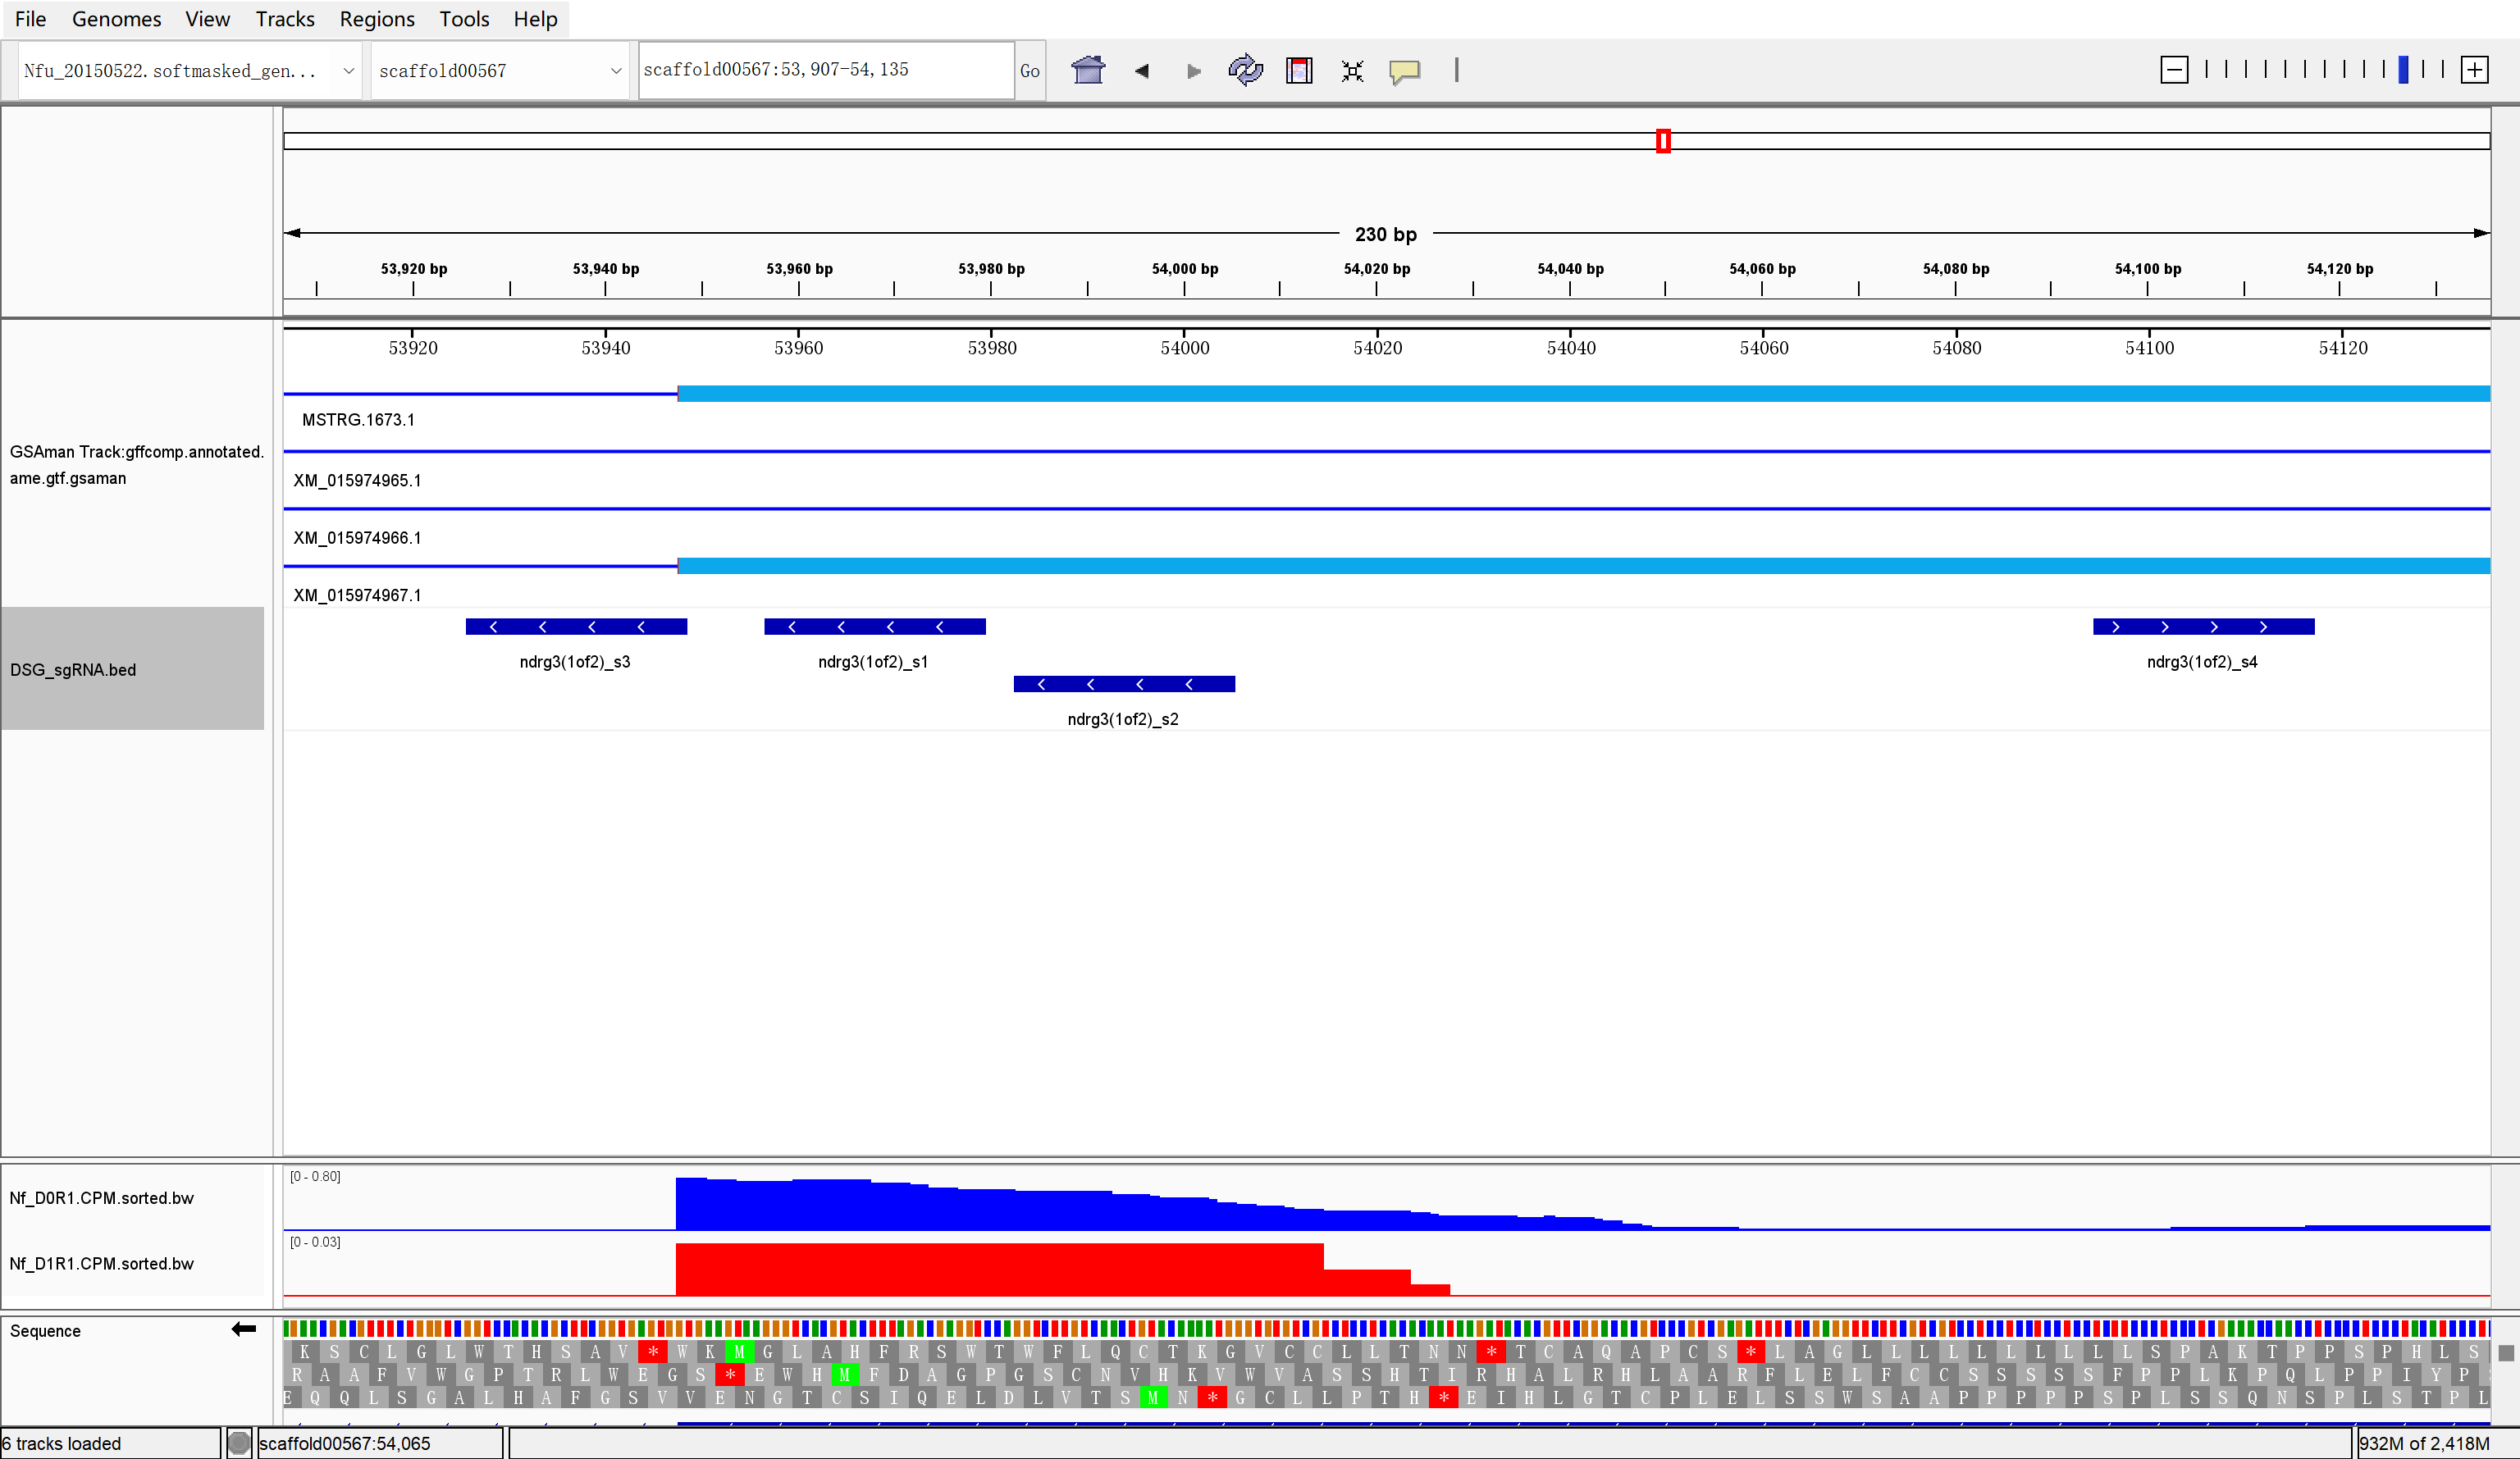 File Genomes View Tracks Regions Tools Help
Nfu_20150522.softmasked_gen... scaffold00567 scaffold00567:53,907-54,135 Go
230 bp
53,920 bp 53,940 bp 53,960 bp 53,980 bp 54,000 bp 54,020 bp 54,040 bp 54,060 bp 54,080 bp 54,100 bp 54,120 bp
53920 53940 53960 53980 54000 54020 54040 54060 54080 54100 54120
MSTRG.1673.1
GSAman Track:gffcomp.annotated.
ame.gtf.gsaman
XM_015974965.1
XM_015974966.1
XM_015974967.1
DSG_sgRNA.bed
ndrg3(1of2)_s3 ndrg3(1of2)_s1 ndrg3(1of2)_s4
ndrg3(1of2)_s2
[0 - 0.80]
Nf_D0R1.CPM.sorted.bw
[0 - 0.03]
Nf_D1R1.CPM.sorted.bw
Sequence
K S C L G L W T H S A V * W K M G L A H F R S W T W F L Q C T K G V C C L L T N N * T C A Q A P C S * L A G L L L L L L L L L L S P A K T P P S P H L S
R A A F V W G P T R L W E G S * E W H M F D A G P G S C N V H K V W V A S S H T I R H A L R H L A A R F L E L F C C S S S S S F P P L K P Q L P P I Y P
E Q Q L S G A L H A F G S V V E N G T C S I Q E L D L V T S M N * G C L L P T H * E I H L G T C P L E L S S W S A A P P P P P S P L S S Q N S P L S T P L
6 tracks loaded scaffold00567:54,065 932M of 2,418M